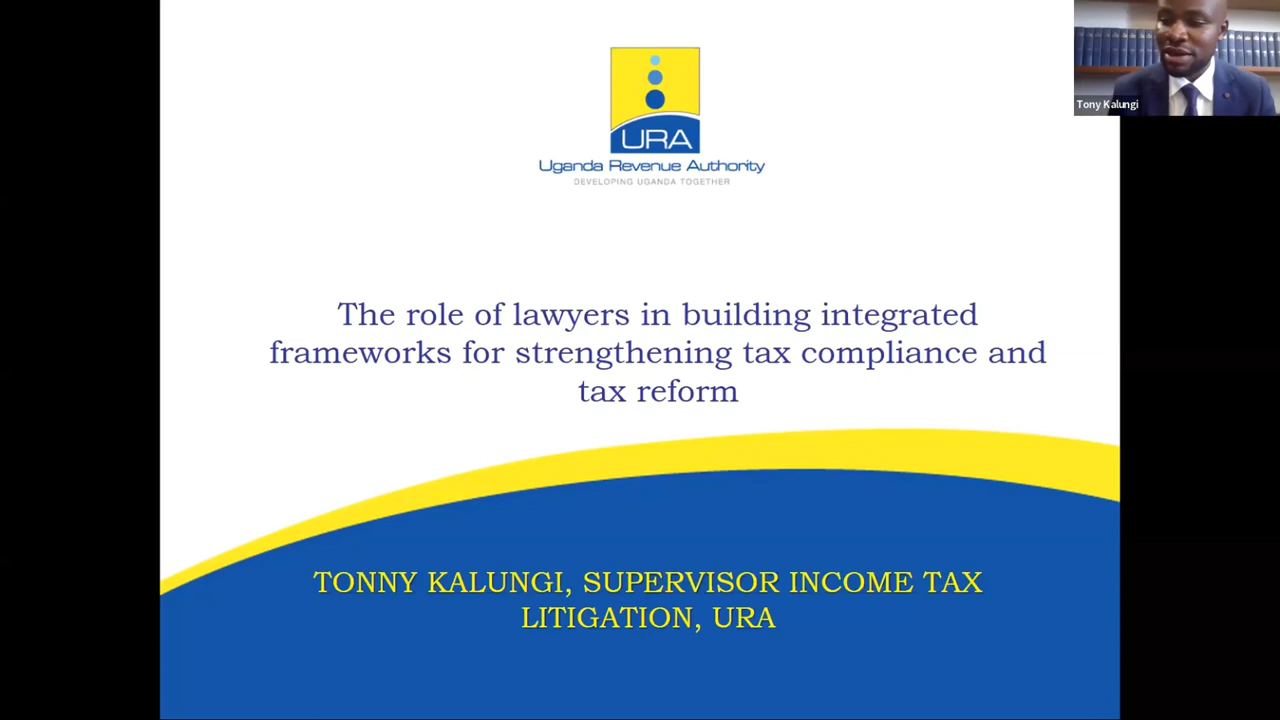 URA
Uganda Revenue Authority
DEVELOPING UGANDA TOGETHER
Tony Kalungi
The role of lawyers in building integrated
frameworks for strengthening tax compliance and
tax reform
TONNY KALUNGI, SUPERVISOR INCOME TAX
LITIGATION, URA